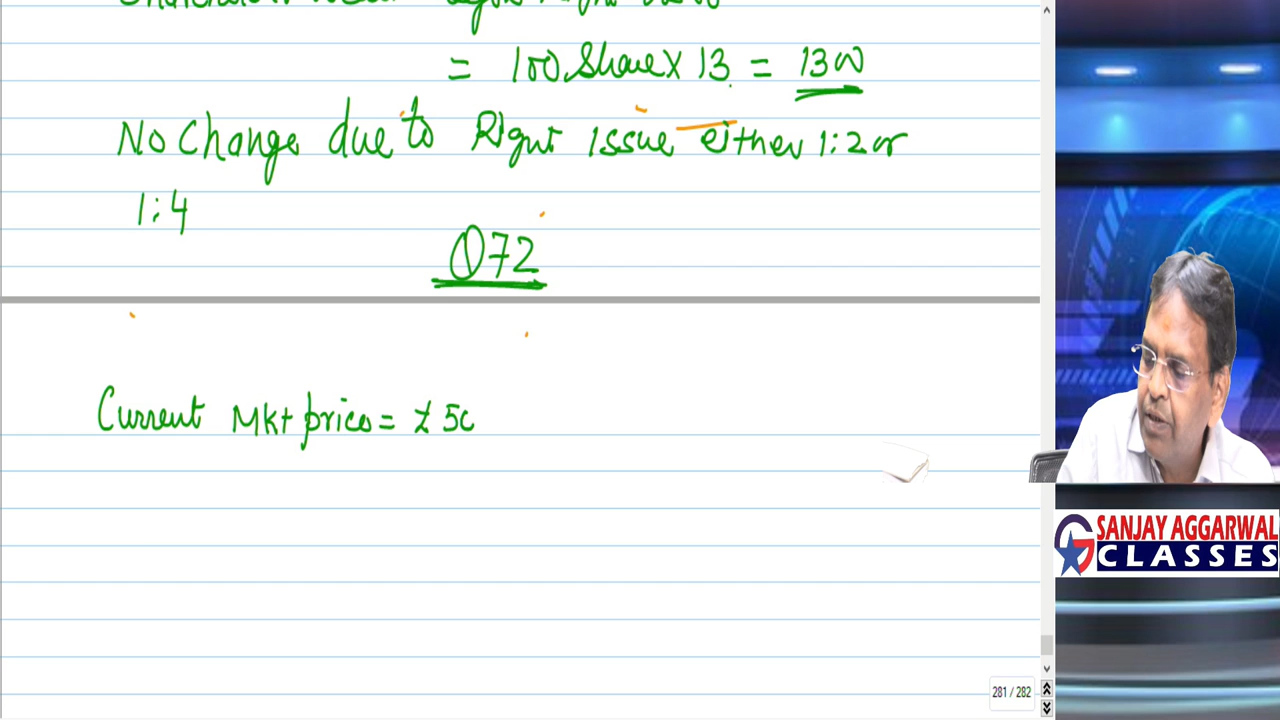 = 100 Share x 13 = 1300
No Change due to Right Issue either 1:2 or
1:4
Q72
Current Mkt price = ₹ 50
281 / 282
SANJAY AGGARWAL
CLASSES